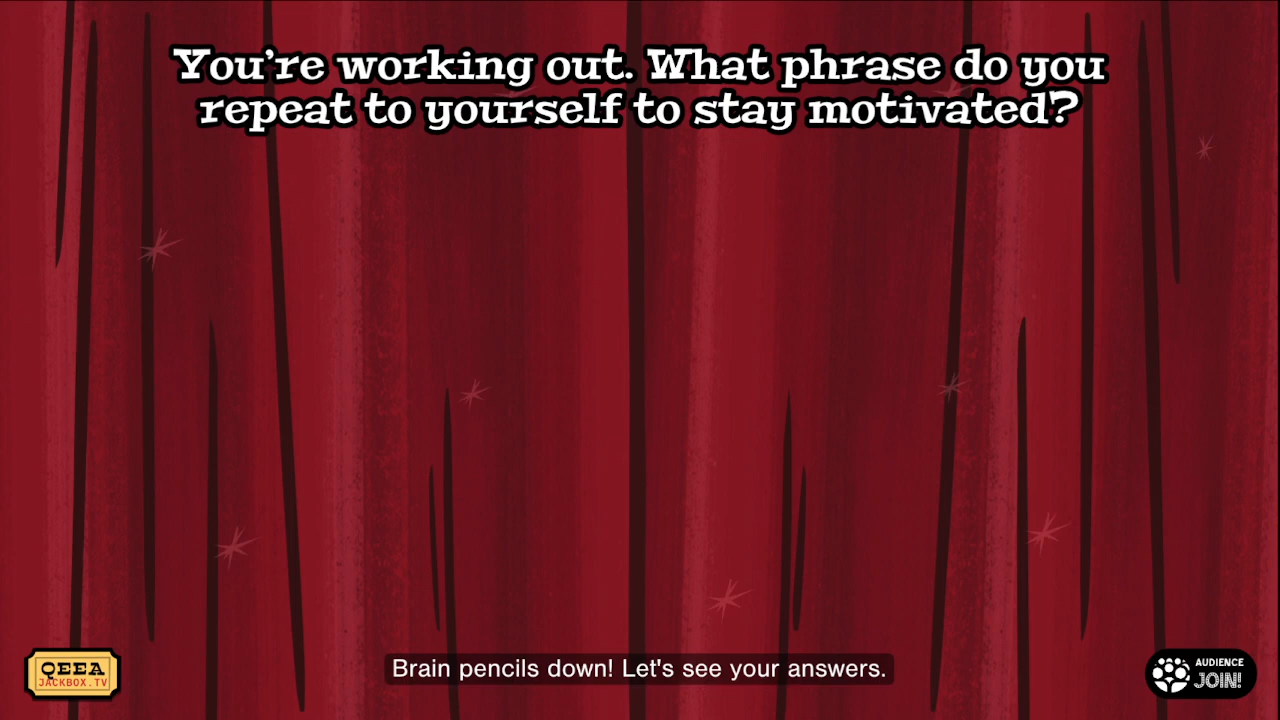 You're working out. What phrase do you
repeat to yourself to stay motivated?
Brain pencils down! Let's see your answers.
QEEA
JACKBOX.TV
AUDIENCE
JOIN!